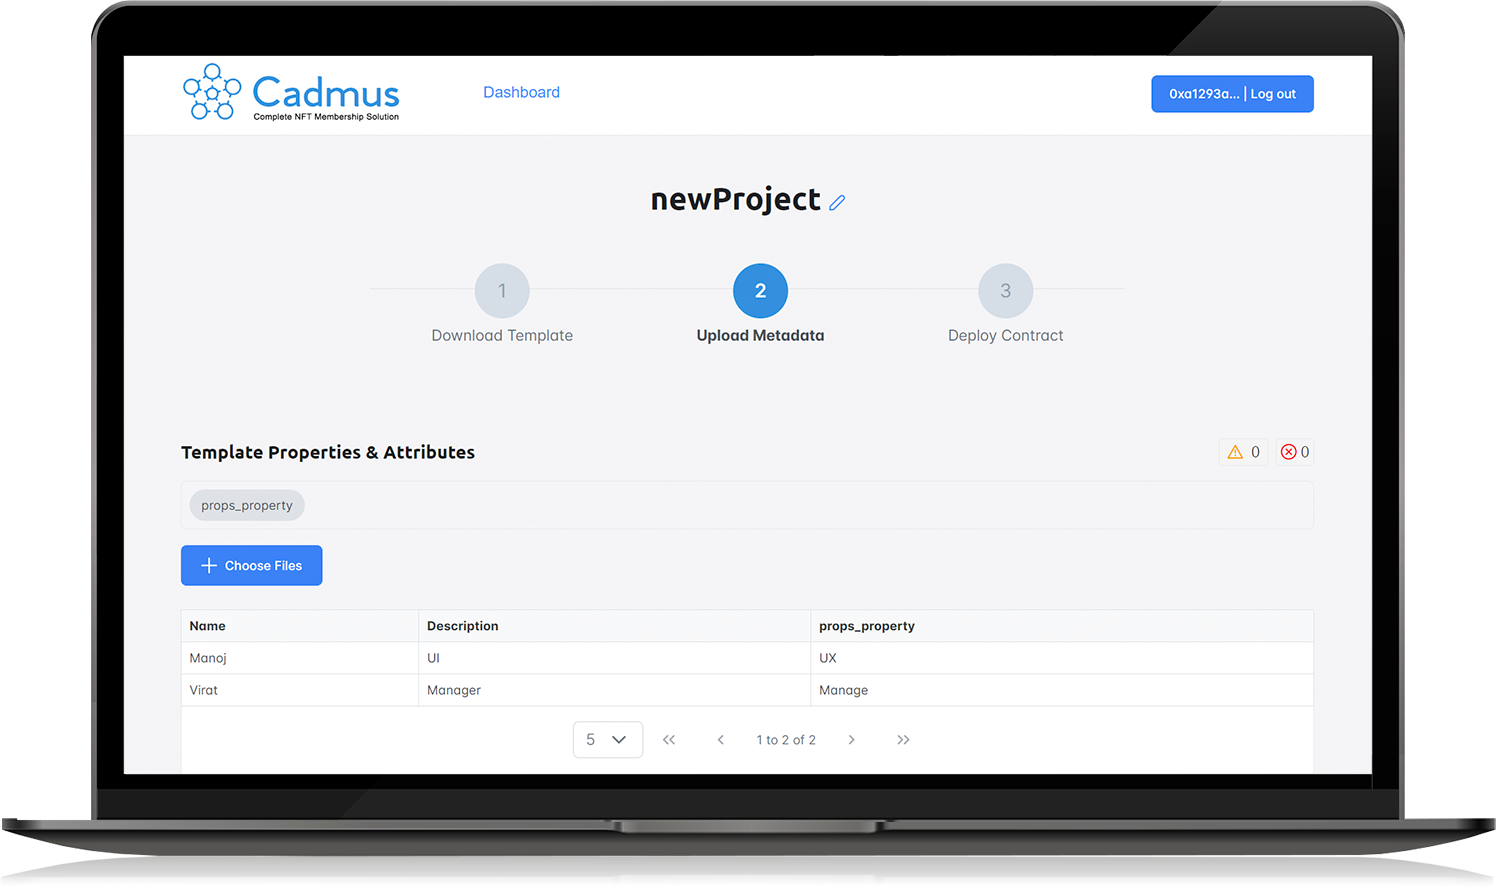 Cadmus
Complete NFT Membership Solution
Dashboard
0xa1293a... | Log out
newProject
1
2
3
Download Template
Upload Metadata
Deploy Contract
Template Properties & Attributes
0
0
props_property
Choose Files
Name Description props_property
Manoj UI UX
Virat Manager Manage
5
1 to 2 of 2